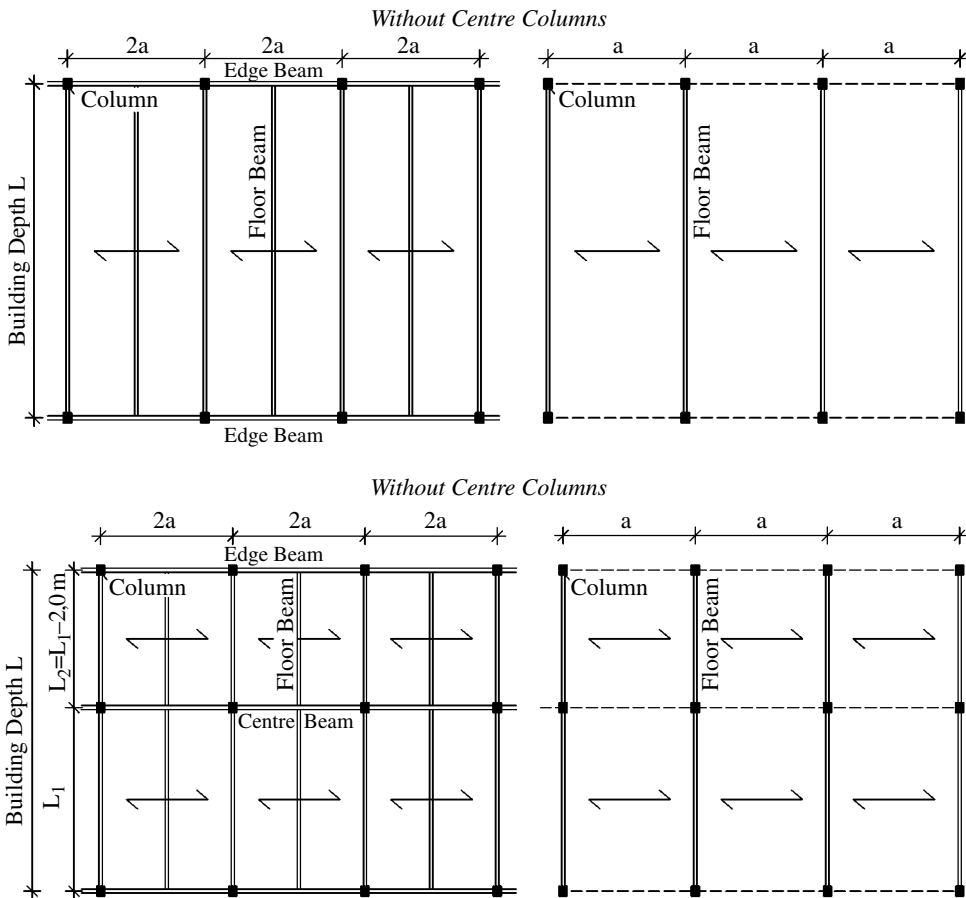 Without Centre Columns
2a 2a 2a a a a
Edge Beam
Column Column
Building Depth L
Floor Beam
Floor Beam
Edge Beam
Without Centre Columns
2a 2a 2a a a a
Edge Beam
Column Column
Building Depth L
L2=L1–2,0 m
L1
Floor Beam
Floor Beam
Centre Beam